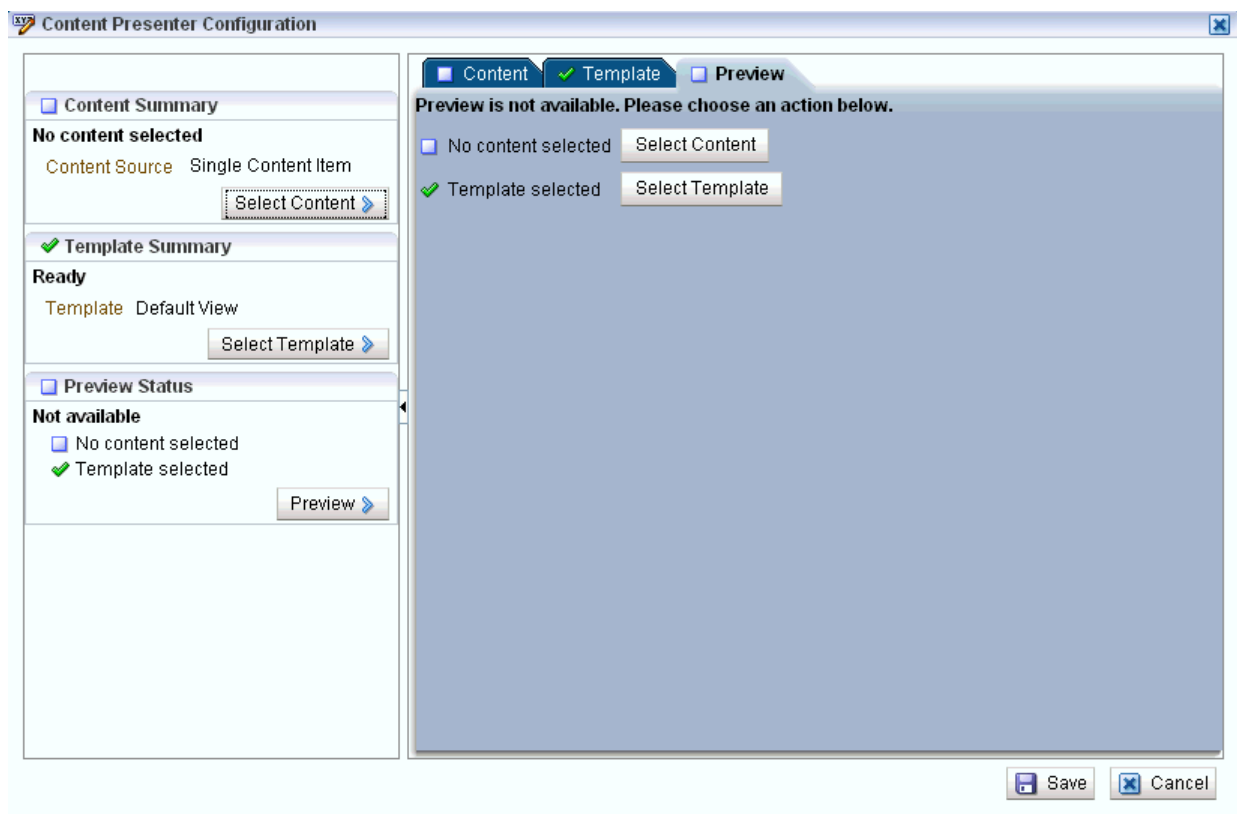 Content Presenter Configuration
Content Summary
No content selected
Content Source Single Content Item
Select Content
Template Summary
Ready
Template Default View
Select Template
Preview Status
Not available
No content selected
Template selected
Preview
Content Template Preview
Preview is not available. Please choose an action below.
No content selected Select Content
Template selected Select Template
Save Cancel